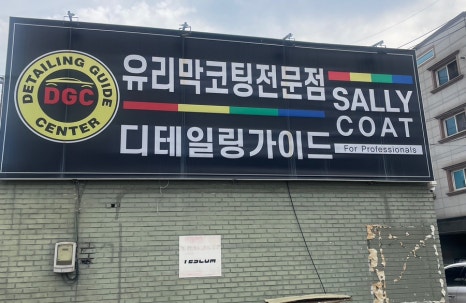 DETAILING GUIDE
DGC
CENTER
유리막코팅전문점
디테일링가이드
SALLY
COAT
For Professionals
TESLUM